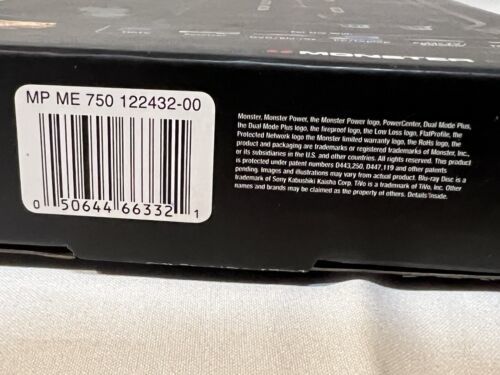 MONSTER
MP ME 750 122432-00
0 50644 66332 1
Monster, Monster Power, the Monster Power logo, PowerCenter, Dual Mode Plus,
the Dual Mode Plus logo, the fireproof logo, the Low Loss logo, FlatProfile, the
Protected Network logo the Monster limited warranty logo, the RoHs logo, the
product and packaging are trademarks or registered trademarks of Monster, Inc.,
or its subsidiaries in the U.S. and other countries. All rights reserved. This product
is protected under patent numbers D443,250, D447,119 and other patents
pending. Images and illustrations may vary from actual product. Blu-ray Disc is a
trademark of Sony Kabushiki Kaisha Corp. TiVo is a trademark of TiVo, Inc. Other
names and brands may be claimed as the property of others. Details inside.